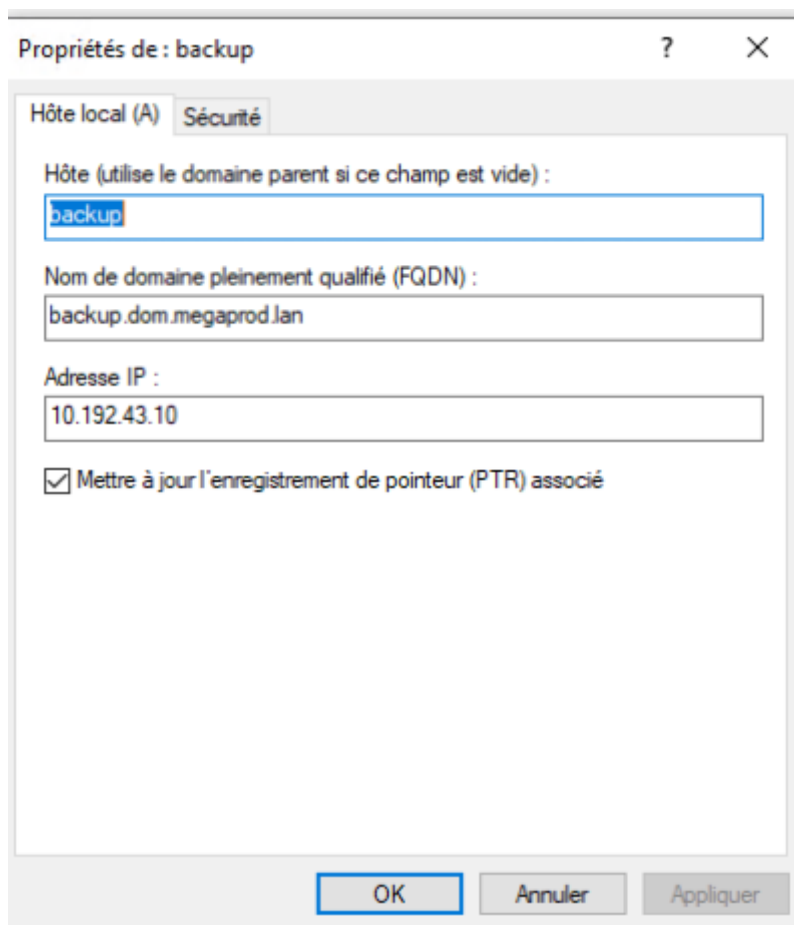 Propriétés de : backup
?
Hôte local (A)
Sécurité
Hôte (utilise le domaine parent si ce champ est vide) :
backup
Nom de domaine pleinement qualifié (FQDN) :
backup.dom.megaprod.lan
Adresse IP :
10.192.43.10
Mettre à jour l'enregistrement de pointeur (PTR) associé
OK
Annuler
Appliquer